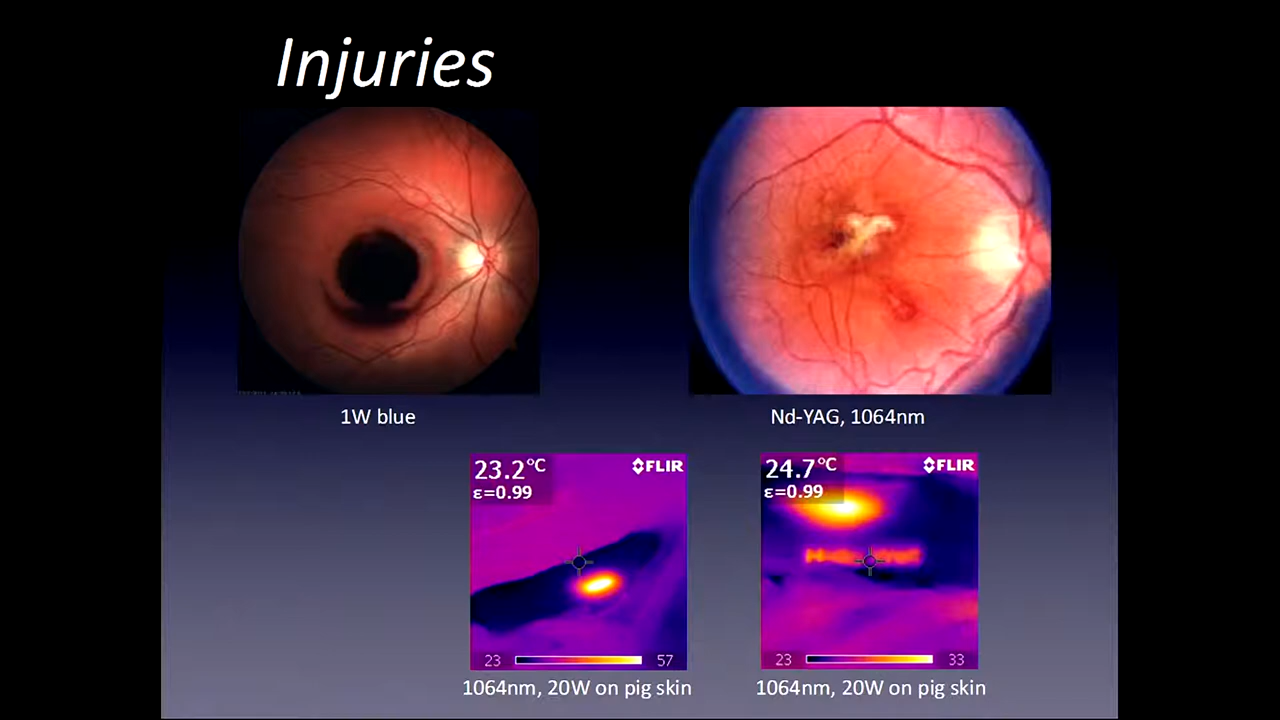 Injuries
1W blue
Nd-YAG, 1064nm
23.2°C
FLIR
ε=0.99
23
57
1064nm, 20W on pig skin
24.7°C
FLIR
ε=0.99
23
33
1064nm, 20W on pig skin